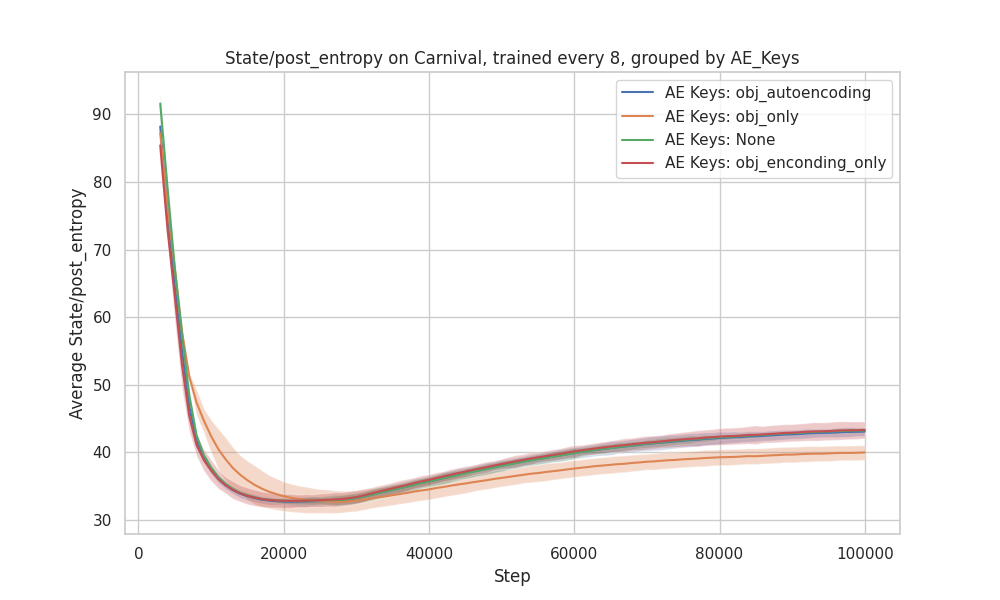 State/post_entropy on Carnival, trained every 8, grouped by AE_Keys
AE Keys: obj_autoencoding
AE Keys: obj_only
AE Keys: None
AE Keys: obj_enconding_only
Average State/post_entropy
90
80
70
60
50
40
30
0 20000 40000 60000 80000 100000
Step